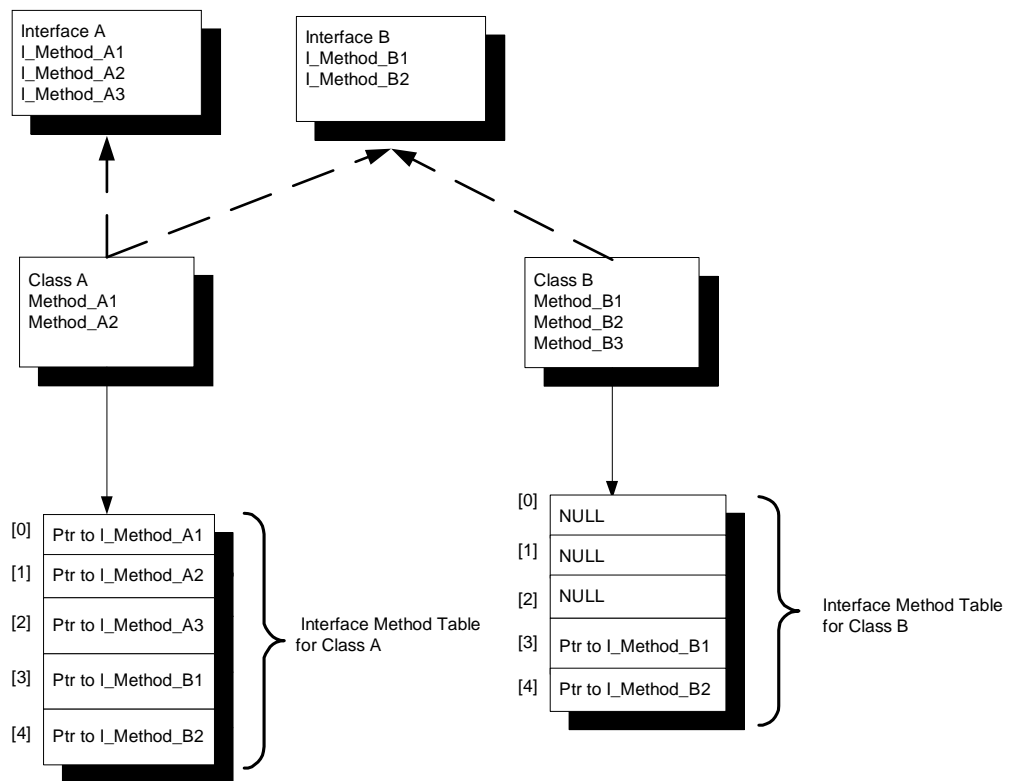 Interface A
I_Method_A1
I_Method_A2
I_Method_A3
Interface B
I_Method_B1
I_Method_B2
Class A
Method_A1
Method_A2
Class B
Method_B1
Method_B2
Method_B3
[0] Ptr to I_Method_A1
[1] Ptr to I_Method_A2
[2] Ptr to I_Method_A3
[3] Ptr to I_Method_B1
[4] Ptr to I_Method_B2
Interface Method Table
for Class A
[0] NULL
[1] NULL
[2] NULL
[3] Ptr to I_Method_B1
[4] Ptr to I_Method_B2
Interface Method Table
for Class B